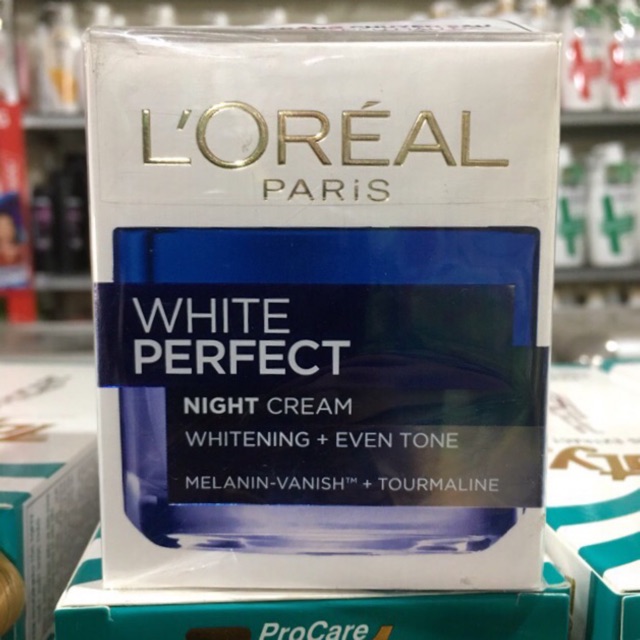 L'ORÉAL
PARiS
WHITE
PERFECT
NIGHT CREAM
WHITENING + EVEN TONE
MELANIN-VANISH™ + TOURMALINE
ProCare